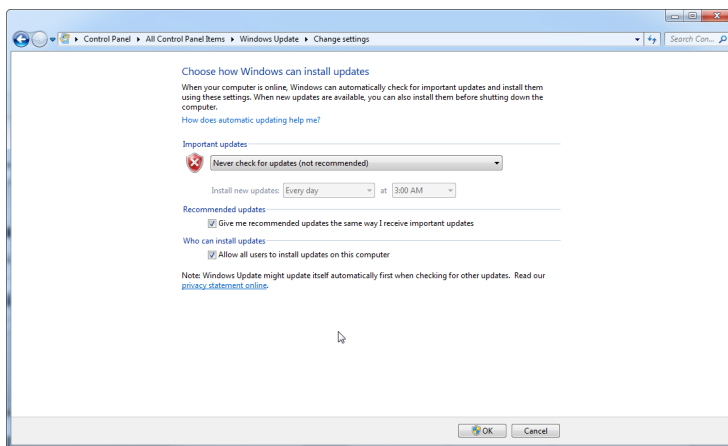 Control Panel ▸ All Control Panel Items ▸ Windows Update ▸ Change settings
Search Con...
Choose how Windows can install updates
When your computer is online, Windows can automatically check for important updates and install them
using these settings. When new updates are available, you can also install them before shutting down the
computer.
How does automatic updating help me?
Important updates
Never check for updates (not recommended)
Install new updates: Every day at 3:00 AM
Recommended updates
Give me recommended updates the same way I receive important updates
Who can install updates
Allow all users to install updates on this computer
Note: Windows Update might update itself automatically first when checking for other updates. Read our
privacy statement online.
OK Cancel